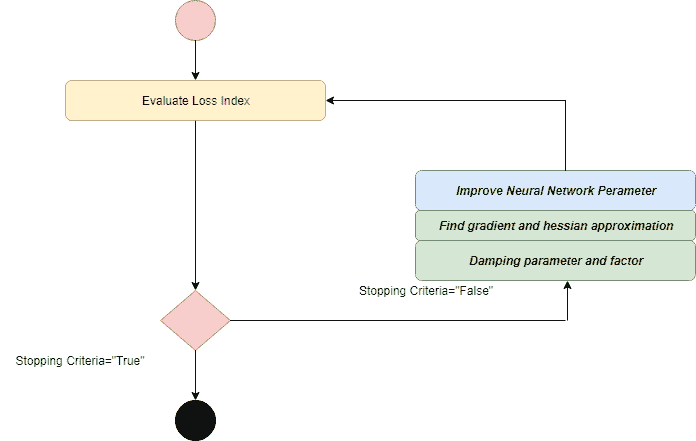 Evaluate Loss Index
Improve Neural Network Perameter
Find gradient and hessian approximation
Damping parameter and factor
Stopping Criteria="False"
Stopping Criteria="True"